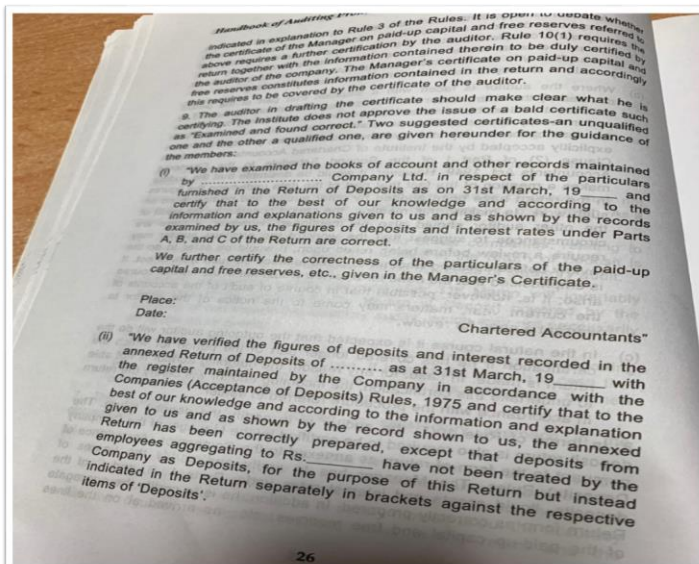 Handbook of Auditing
indicated in explanation to Rule 3 of the Rules. It is open to debate whether
the certificate of the Manager on paid-up capital and free reserves referred to
above requires a further certification by the auditor. Rule 10(1) requires the
return together with the information contained therein to be duly certified by
the auditor of the company. The Manager's certificate on paid-up capital and
free reserves constitutes information contained in the return and accordingly
this requires to be covered by the certificate of the auditor.
9. The auditor in drafting the certificate should make clear what he is
certifying. The Institute does not approve the issue of a bald certificate such
as "Examined and found correct." Two suggested certificates-an unqualified
one and the other a qualified one, are given hereunder for the guidance of
the members:
(i) "We have examined the books of account and other records maintained
by .............................. Company Ltd. in respect of the particulars
furnished in the Return of Deposits as on 31st March, 19_____ and
certify that to the best of our knowledge and according to the
information and explanations given to us and as shown by the records
examined by us, the figures of deposits and interest rates under Parts
A, B, and C of the Return are correct.
We further certify the correctness of the particulars of the paid-up
capital and free reserves, etc., given in the Manager's Certificate.
Place:
Date:
Chartered Accountants"
(ii) "We have verified the figures of deposits and interest recorded in the
annexed Return of Deposits of .......... as at 31st March, 19______ with
the register maintained by the Company in accordance with the
Companies (Acceptance of Deposits) Rules, 1975 and certify that to the
best of our knowledge and according to the information and explanation
given to us and as shown by the record shown to us, the annexed
Return has been correctly prepared, except that deposits from
employees aggregating to Rs.________ have not been treated by the
Company as Deposits, for the purpose of this Return but instead
indicated in the Return separately in brackets against the respective
items of 'Deposits'.
26